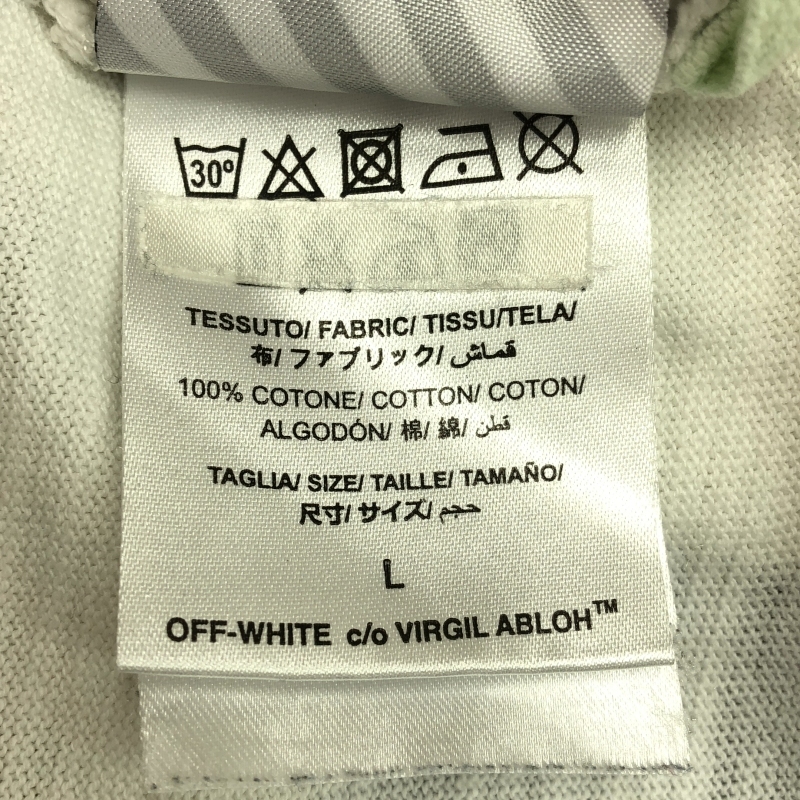 30º
TESSUTO/ FABRIC/ TISSU/TELA/
布/ ファブリック/ قماش
100% COTONE/ COTTON/ COTON/
ALGODÓN/ 棉/ 綿/ قطن
TAGLIA/ SIZE/ TAILLE/ TAMAÑO/
尺寸/ サイズ/ حجم
L
OFF-WHITE c/o VIRGIL ABLOH™